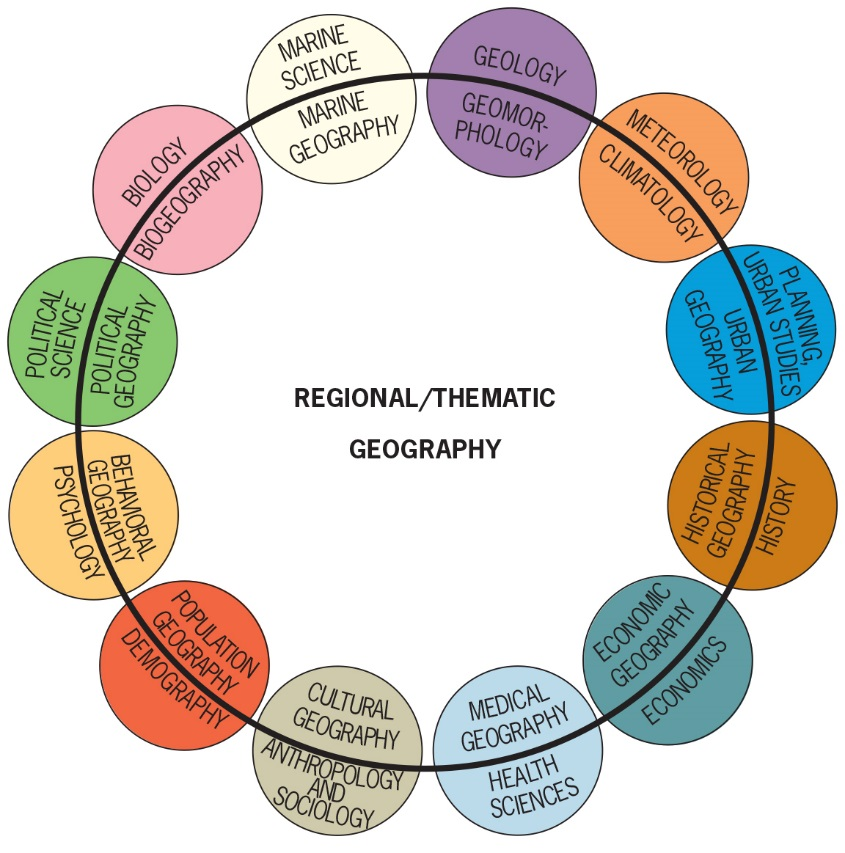 MARINE
SCIENCE
MARINE
GEOGRAPHY
GEOLOGY
GEOMOR-
PHOLOGY
METEOROLOGY
CLIMATOLOGY
PLANNING,
URBAN STUDIES
URBAN
GEOGRAPHY
HISTORICAL
GEOGRAPHY
HISTORY
ECONOMIC
GEOGRAPHY
ECONOMICS
MEDICAL
GEOGRAPHY
HEALTH
SCIENCES
CULTURAL
GEOGRAPHY
ANTHROPOLOGY
AND
SOCIOLOGY
POPULATION
GEOGRAPHY
DEMOGRAPHY
BEHAVIORAL
GEOGRAPHY
PSYCHOLOGY
POLITICAL
SCIENCE
POLITICAL
GEOGRAPHY
BIOLOGY
BIOGEOGRAPHY
REGIONAL/THEMATIC
GEOGRAPHY